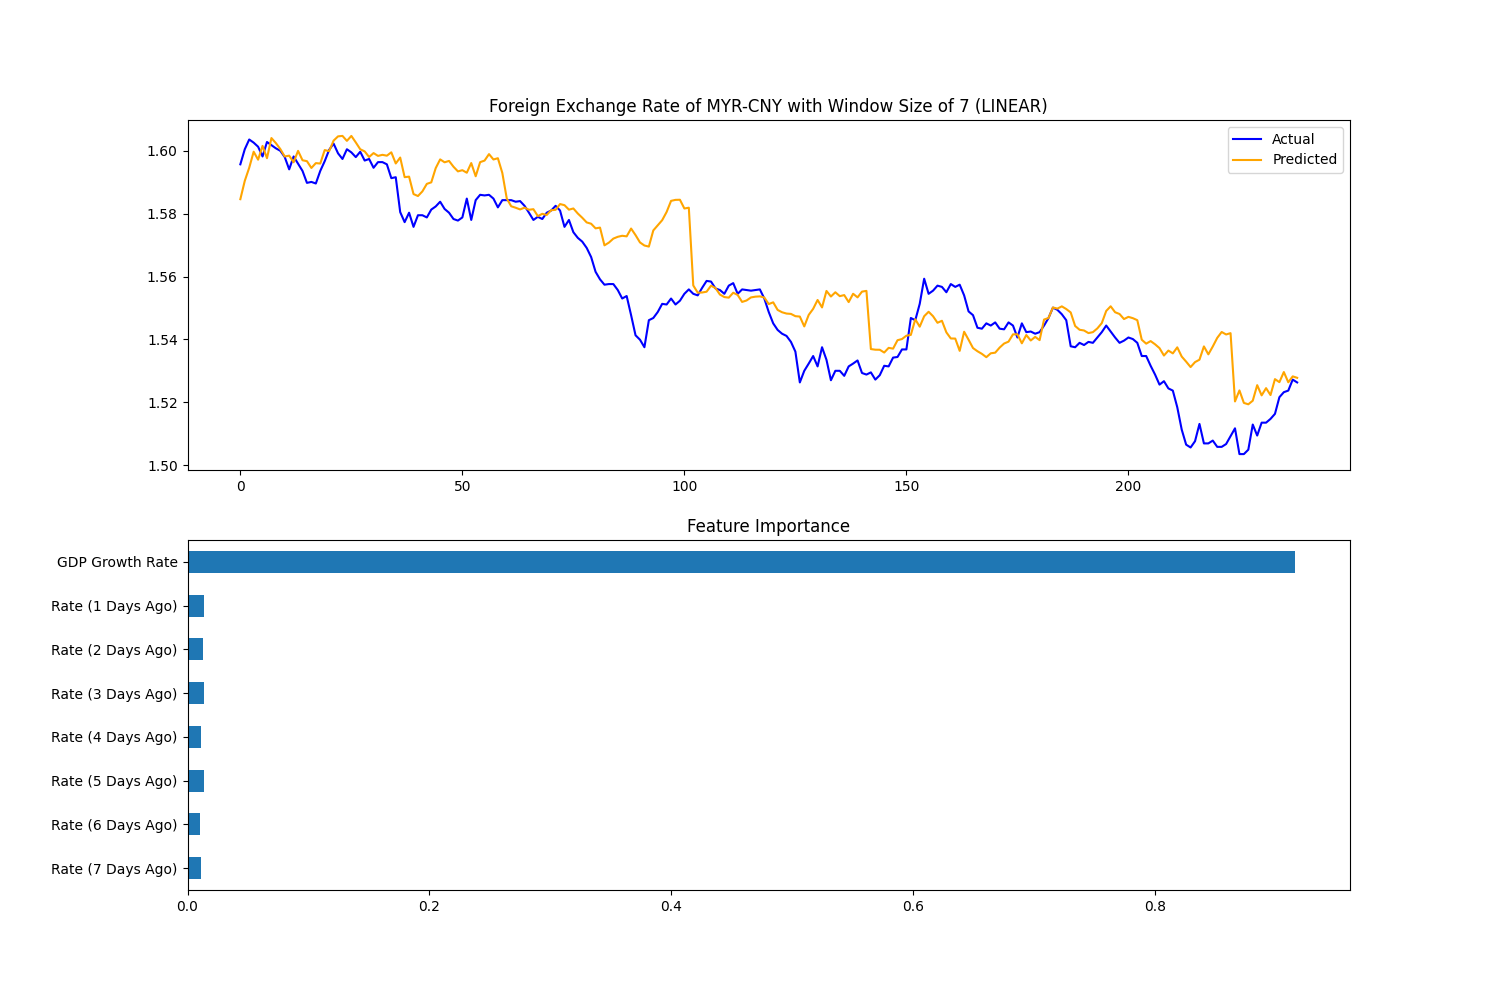 Foreign Exchange Rate of MYR-CNY with Window Size of 7 (LINEAR)
Actual
Predicted
1.60
1.58
1.56
1.54
1.52
1.50
0 50 100 150 200
Feature Importance
GDP Growth Rate
Rate (1 Days Ago)
Rate (2 Days Ago)
Rate (3 Days Ago)
Rate (4 Days Ago)
Rate (5 Days Ago)
Rate (6 Days Ago)
Rate (7 Days Ago)
0.0 0.2 0.4 0.6 0.8